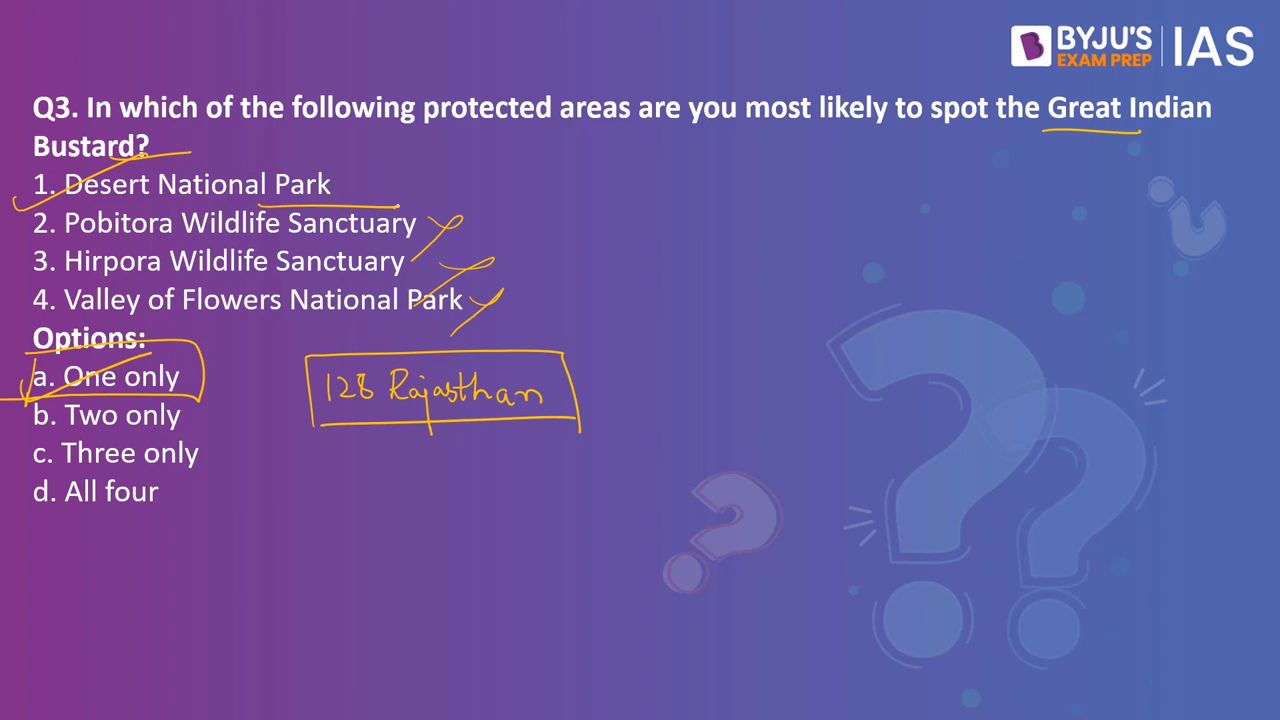 BYJU'S
EXAM PREP
IAS
Q3. In which of the following protected areas are you most likely to spot the Great Indian
Bustard?
1. Desert National Park
2. Pobitora Wildlife Sanctuary
3. Hirpora Wildlife Sanctuary
4. Valley of Flowers National Park
Options:
a. One only
128 Rajasthan
b. Two only
c. Three only
d. All four